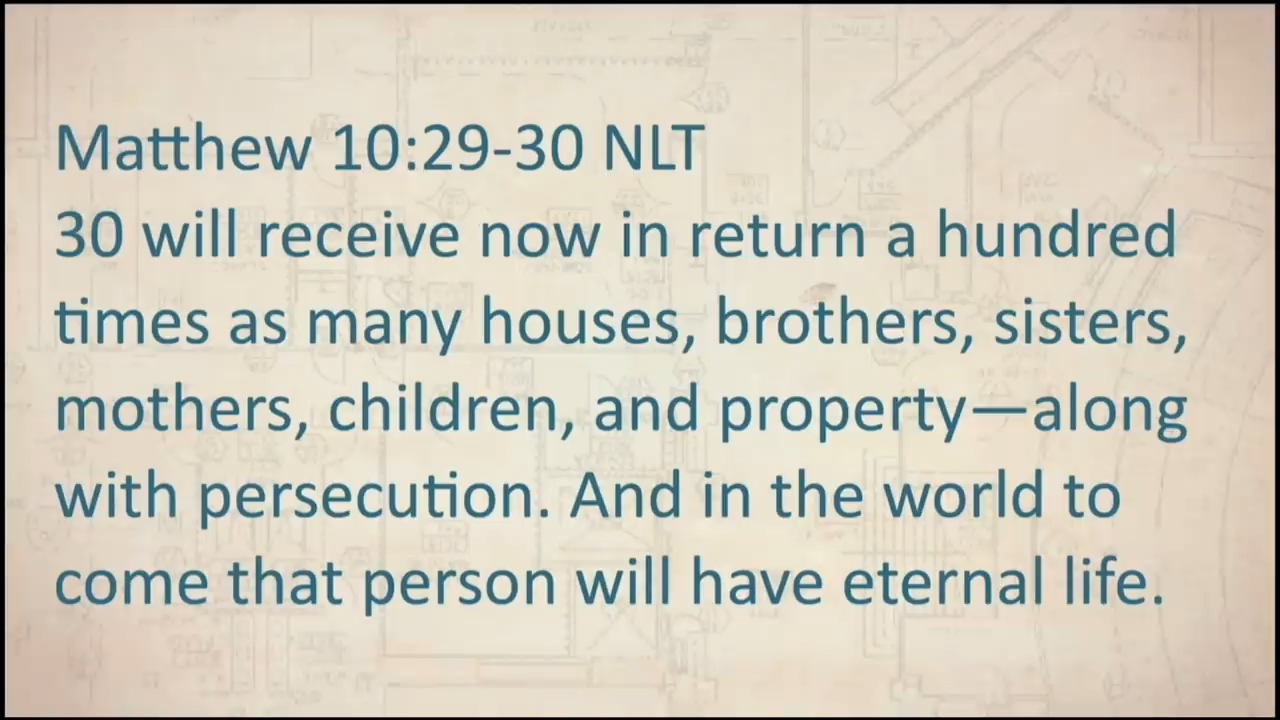 Matthew 10:29-30 NLT
30 will receive now in return a hundred
times as many houses, brothers, sisters,
mothers, children, and property—along
with persecution. And in the world to
come that person will have eternal life.